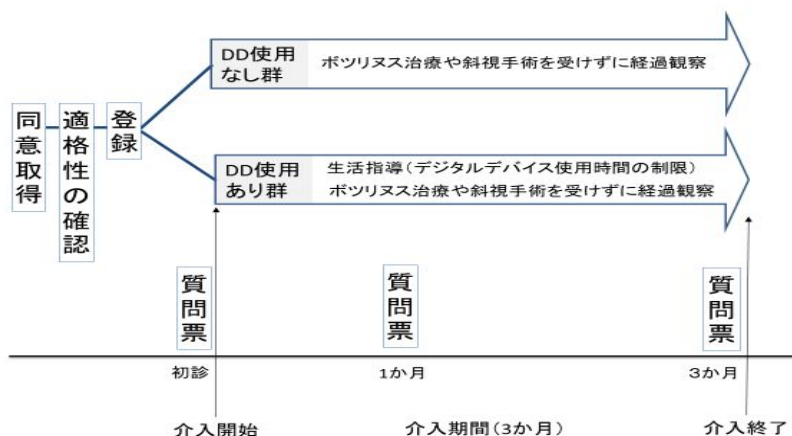 DD使用
なし群
ボツリヌス治療や斜視手術を受けずに経過観察
同意取得
適格性の確認
登録
DD使用
あり群
生活指導(デジタルデバイス使用時間の制限)
ボツリヌス治療や斜視手術を受けずに経過観察
質問票
質問票
質問票
初診
1か月
3か月
介入開始
介入期間(3か月)
介入終了